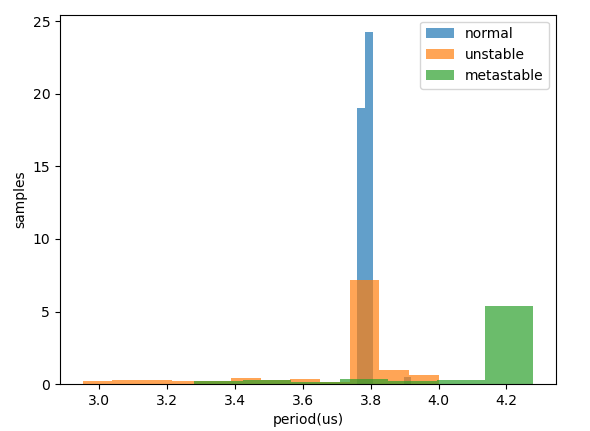 25
20
15
10
5
0
samples
3.0 3.2 3.4 3.6 3.8 4.0 4.2
period(us)
normal
unstable
metastable